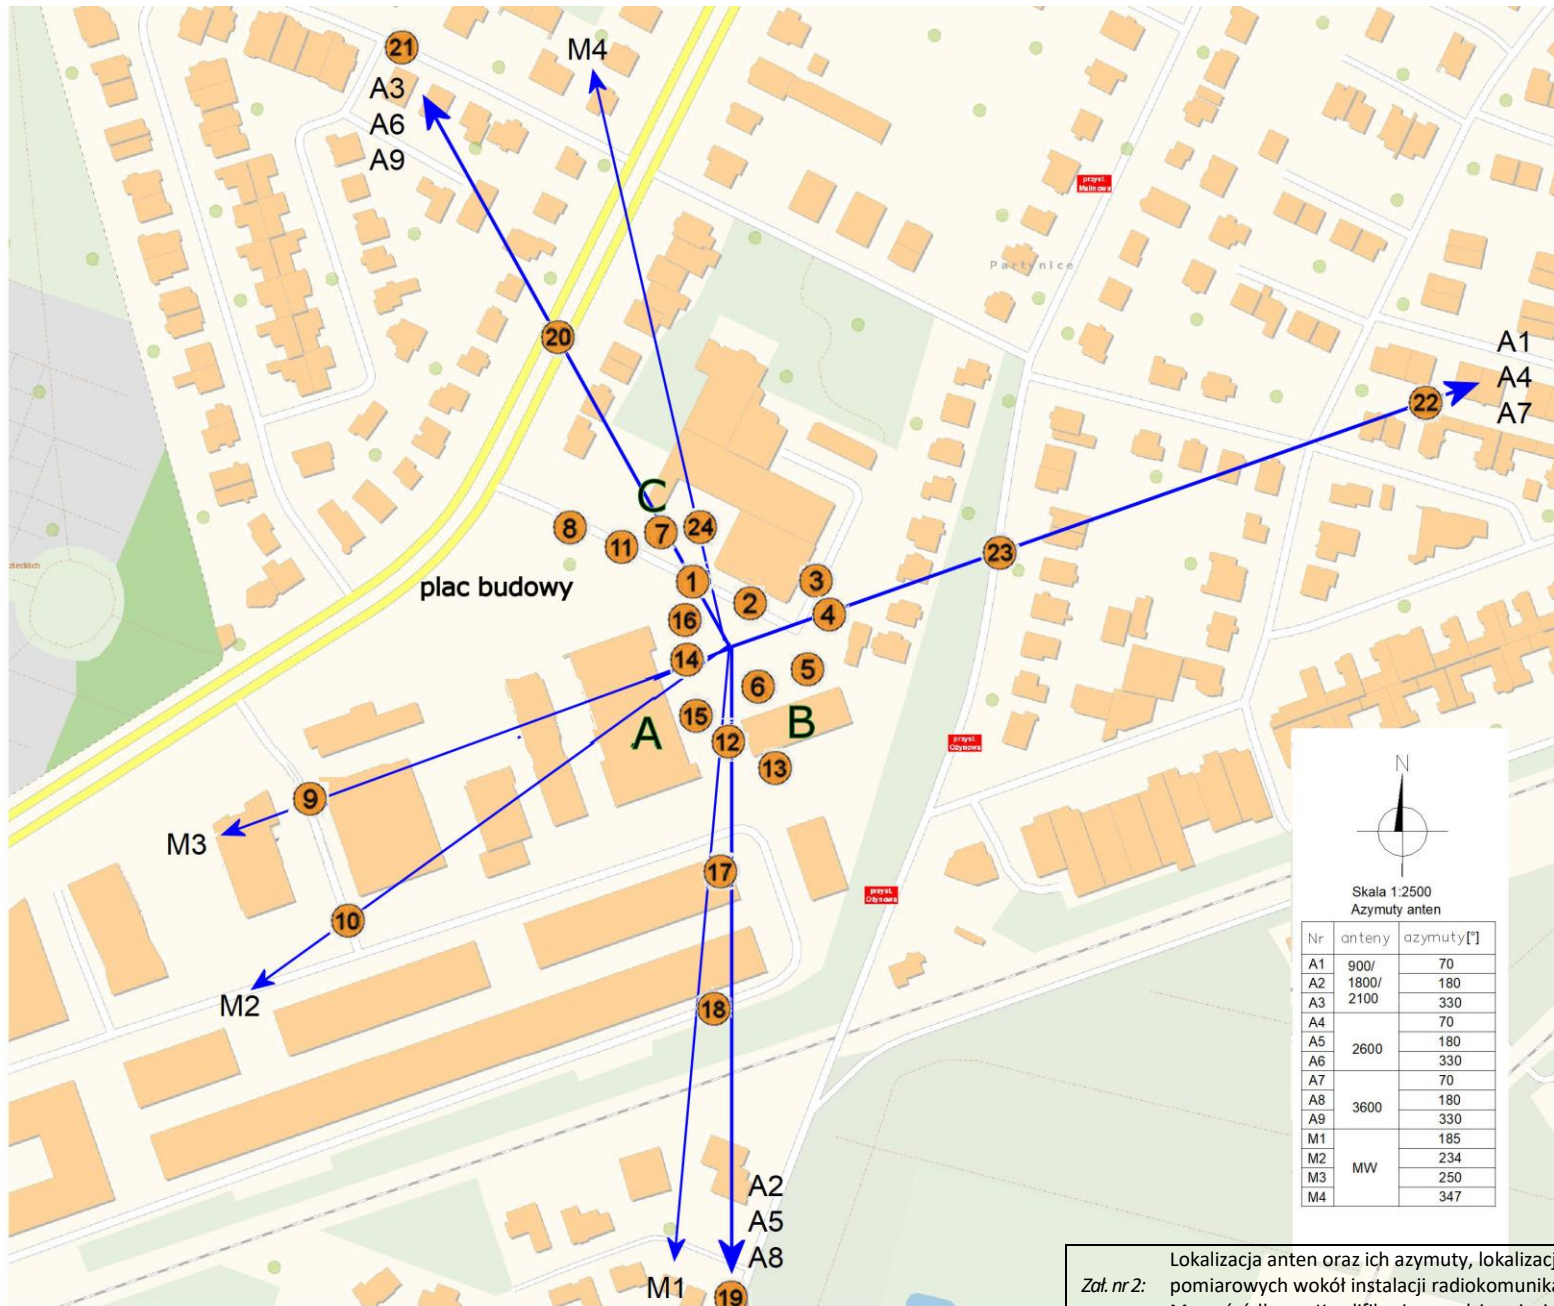 21
M4
A3
A6
A9
przyst.
Malinowa
Partynice
20
A1
A4
A7
22
C
8
11
7
24
23
zieckich
plac budowy
1
2
3
4
16
14
5
6
15
A
B
12
13
przyst.
Ożynowa
9
M3
17
przyst.
Ożynowa
10
M2
18
N
Skala 1:2500
Azymuty anten
Nr anteny azymuty[°]
A1 900/ 70
A2 1800/ 180
A3 2100 330
A4 70
A5 2600 180
A6 330
A7 70
A8 3600 180
A9 330
M1 185
M2 MW 234
M3 250
M4 347
A2
A5
A8
M1
19
Lokalizacja anten oraz ich azymuty, lokalizacj
Zał. nr 2: pomiarowych wokół instalacji radiokomunika